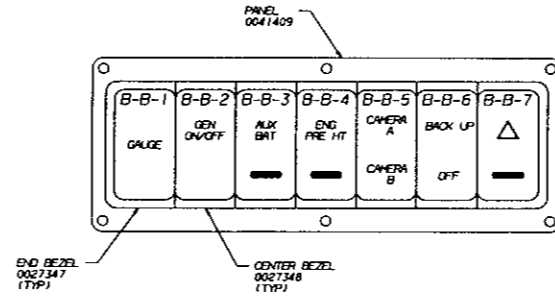 PANEL
0041409
B-B-1
GAUGE
B-B-2
GEN
ON/OFF
B-B-3
AUX
BAT
B-B-4
ENG
PRE HT
B-B-5
CAMERA
A
CAMERA
B
B-B-6
BACK UP
OFF
B-B-7
END BEZEL
0027347
(TYP)
CENTER BEZEL
0027348
(TYP)